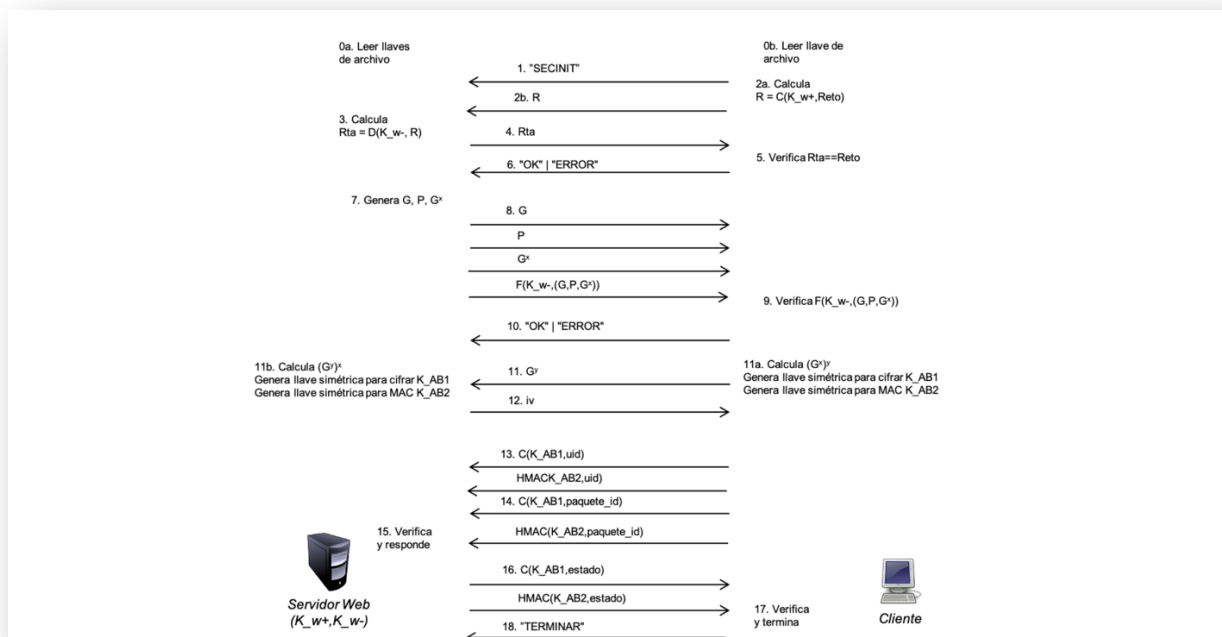 0a. Leer llaves
de archivo
0b. Leer llave de
archivo
1. "SECINIT"
2a. Calcula
R = C(K_w+,Reto)
2b. R
3. Calcula
Rta = D(K_w-, R)
4. Rta
5. Verifica Rta==Reto
6. "OK" | "ERROR"
7. Genera G, P, Gˣ
8. G
P
Gˣ
F(K_w-,(G,P,Gˣ))
9. Verifica F(K_w-,(G,P,Gˣ))
10. "OK" | "ERROR"
11b. Calcula (Gʸ)ˣ
Genera llave simétrica para cifrar K_AB1
Genera llave simétrica para MAC K_AB2
11. Gʸ
11a. Calcula (Gˣ)ʸ
Genera llave simétrica para cifrar K_AB1
Genera llave simétrica para MAC K_AB2
12. iv
13. C(K_AB1,uid)
HMACK_AB2,uid)
14. C(K_AB1,paquete_id)
HMAC(K_AB2,paquete_id)
15. Verifica
y responde
16. C(K_AB1,estado)
HMAC(K_AB2,estado)
17. Verifica
y termina
18. "TERMINAR"
Servidor Web
(K_w+,K_w-)
Cliente